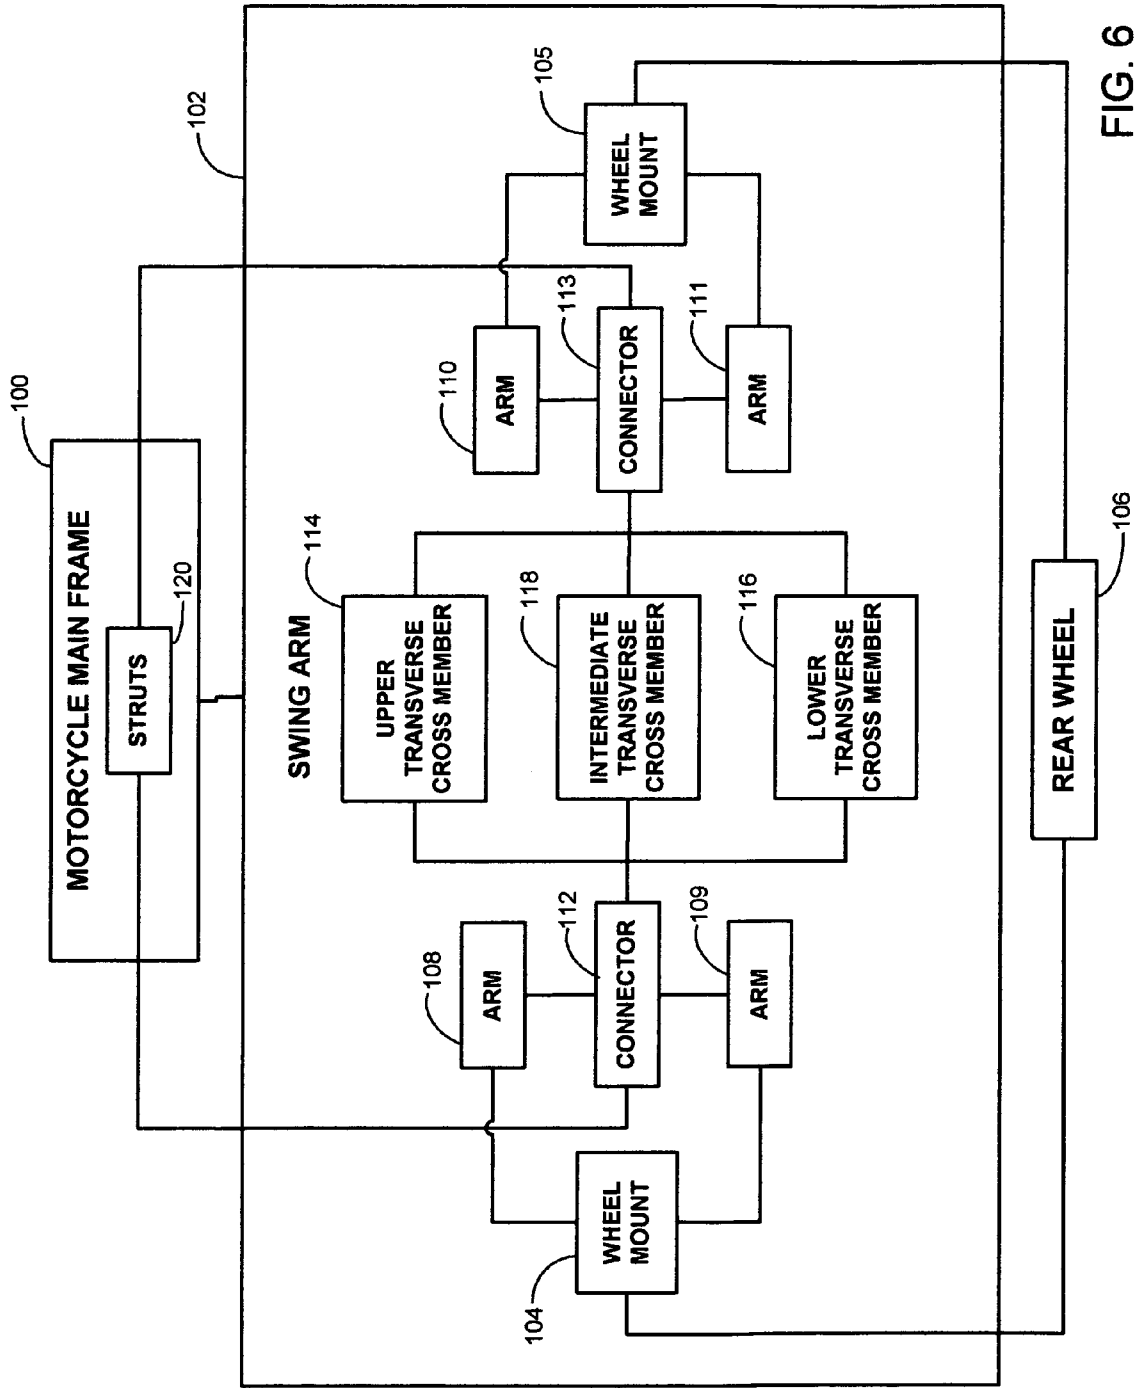 100
MOTORCYCLE MAIN FRAME
STRUTS
120
102
SWING ARM
108
ARM
114
UPPER
TRANSVERSE
CROSS MEMBER
110
ARM
105
WHEEL
MOUNT
104
WHEEL
MOUNT
112
CONNECTOR
118
INTERMEDIATE
TRANSVERSE
CROSS MEMBER
113
CONNECTOR
109
ARM
116
LOWER
TRANSVERSE
CROSS MEMBER
111
ARM
REAR WHEEL
106
FIG. 6